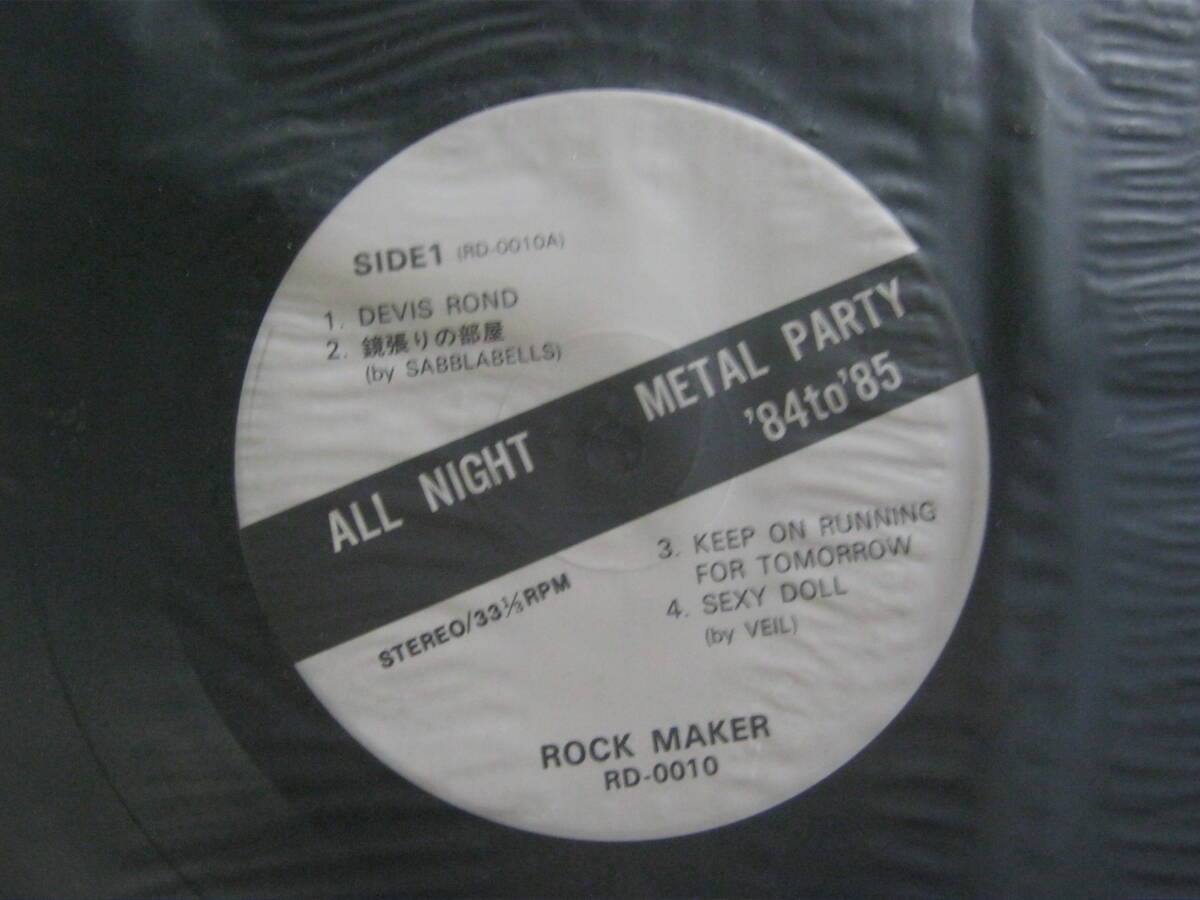 SIDE1 (RD-0010A)
1. DEVIS ROND
2. 鏡張りの部屋
(by SABBLABELLS)
ALL NIGHT METAL PARTY
'84to'85
STEREO/33⅓RPM
3. KEEP ON RUNNING
FOR TOMORROW
4. SEXY DOLL
(by VEIL)
ROCK MAKER
RD-0010